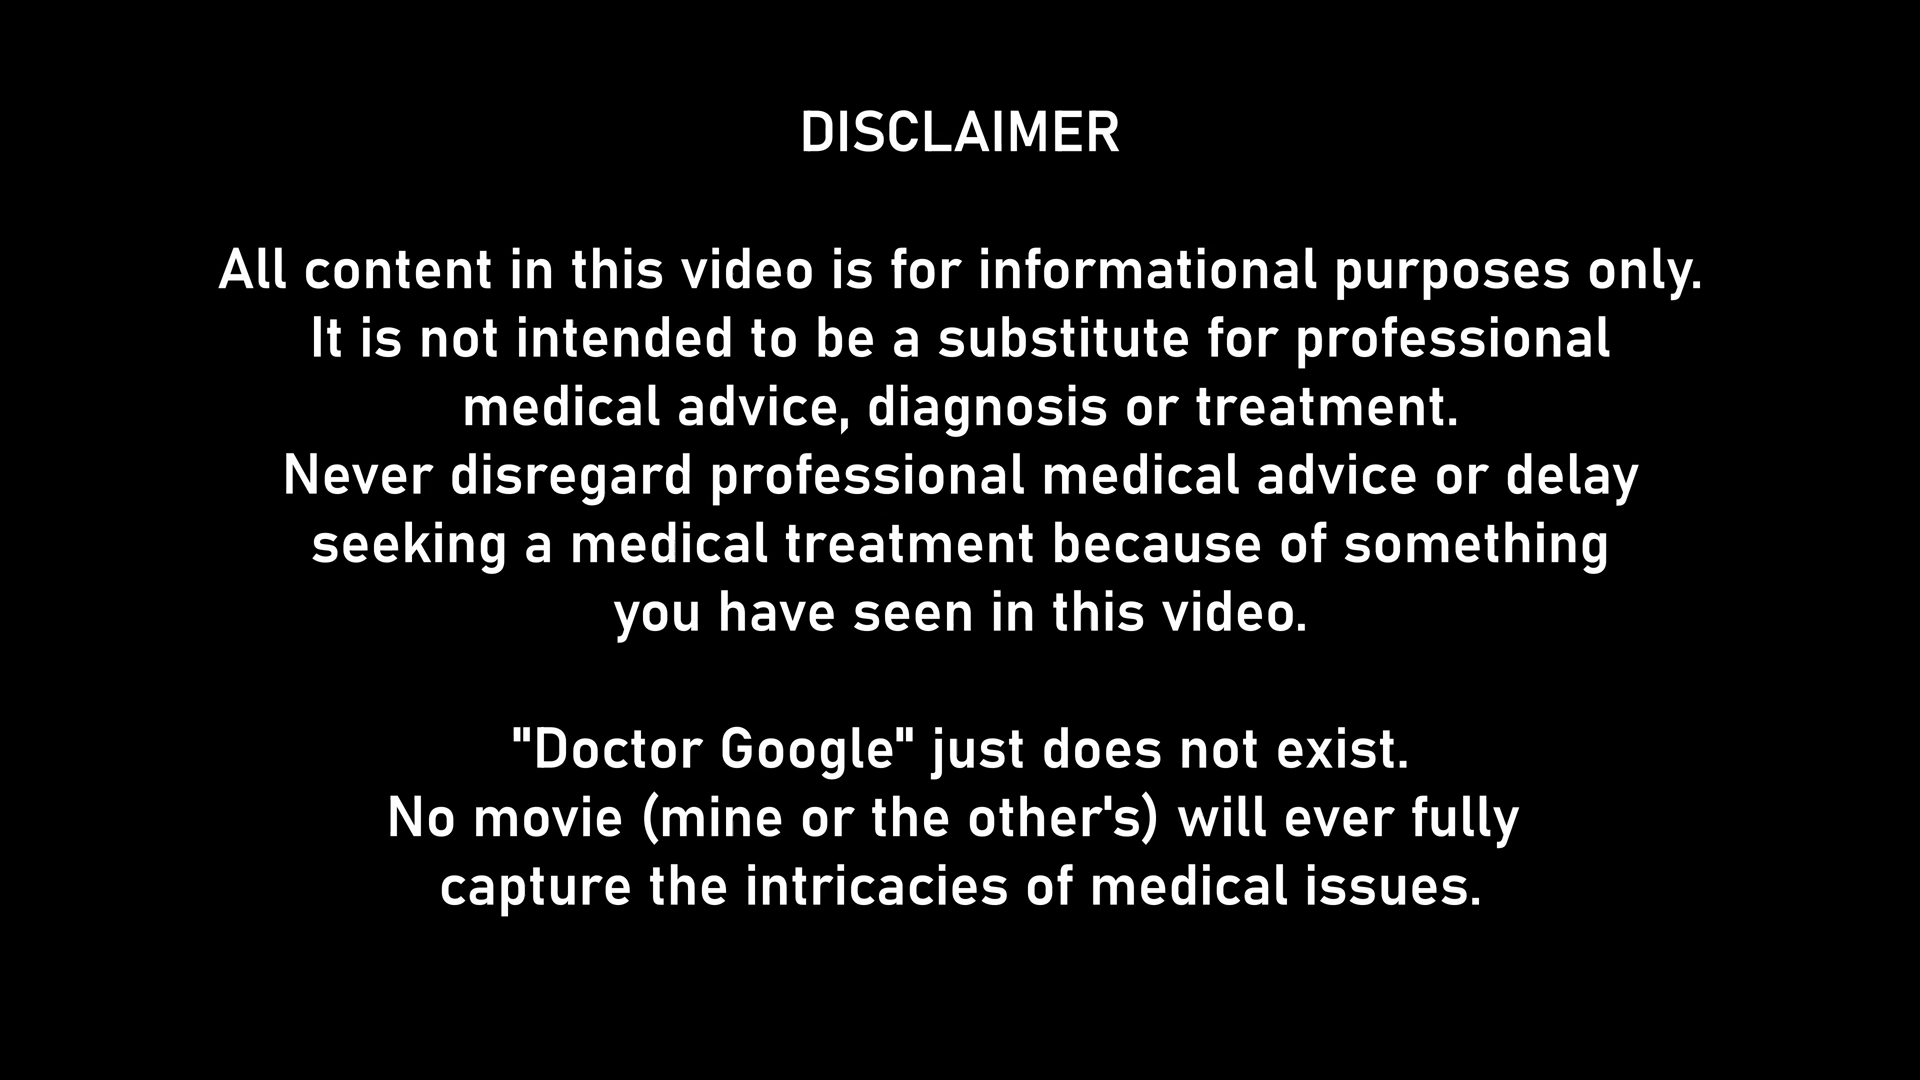 DISCLAIMER
All content in this video is for informational purposes only.
It is not intended to be a substitute for professional
medical advice, diagnosis or treatment.
Never disregard professional medical advice or delay
seeking a medical treatment because of something
you have seen in this video.
"Doctor Google" just does not exist.
No movie (mine or the other's) will ever fully
capture the intricacies of medical issues.